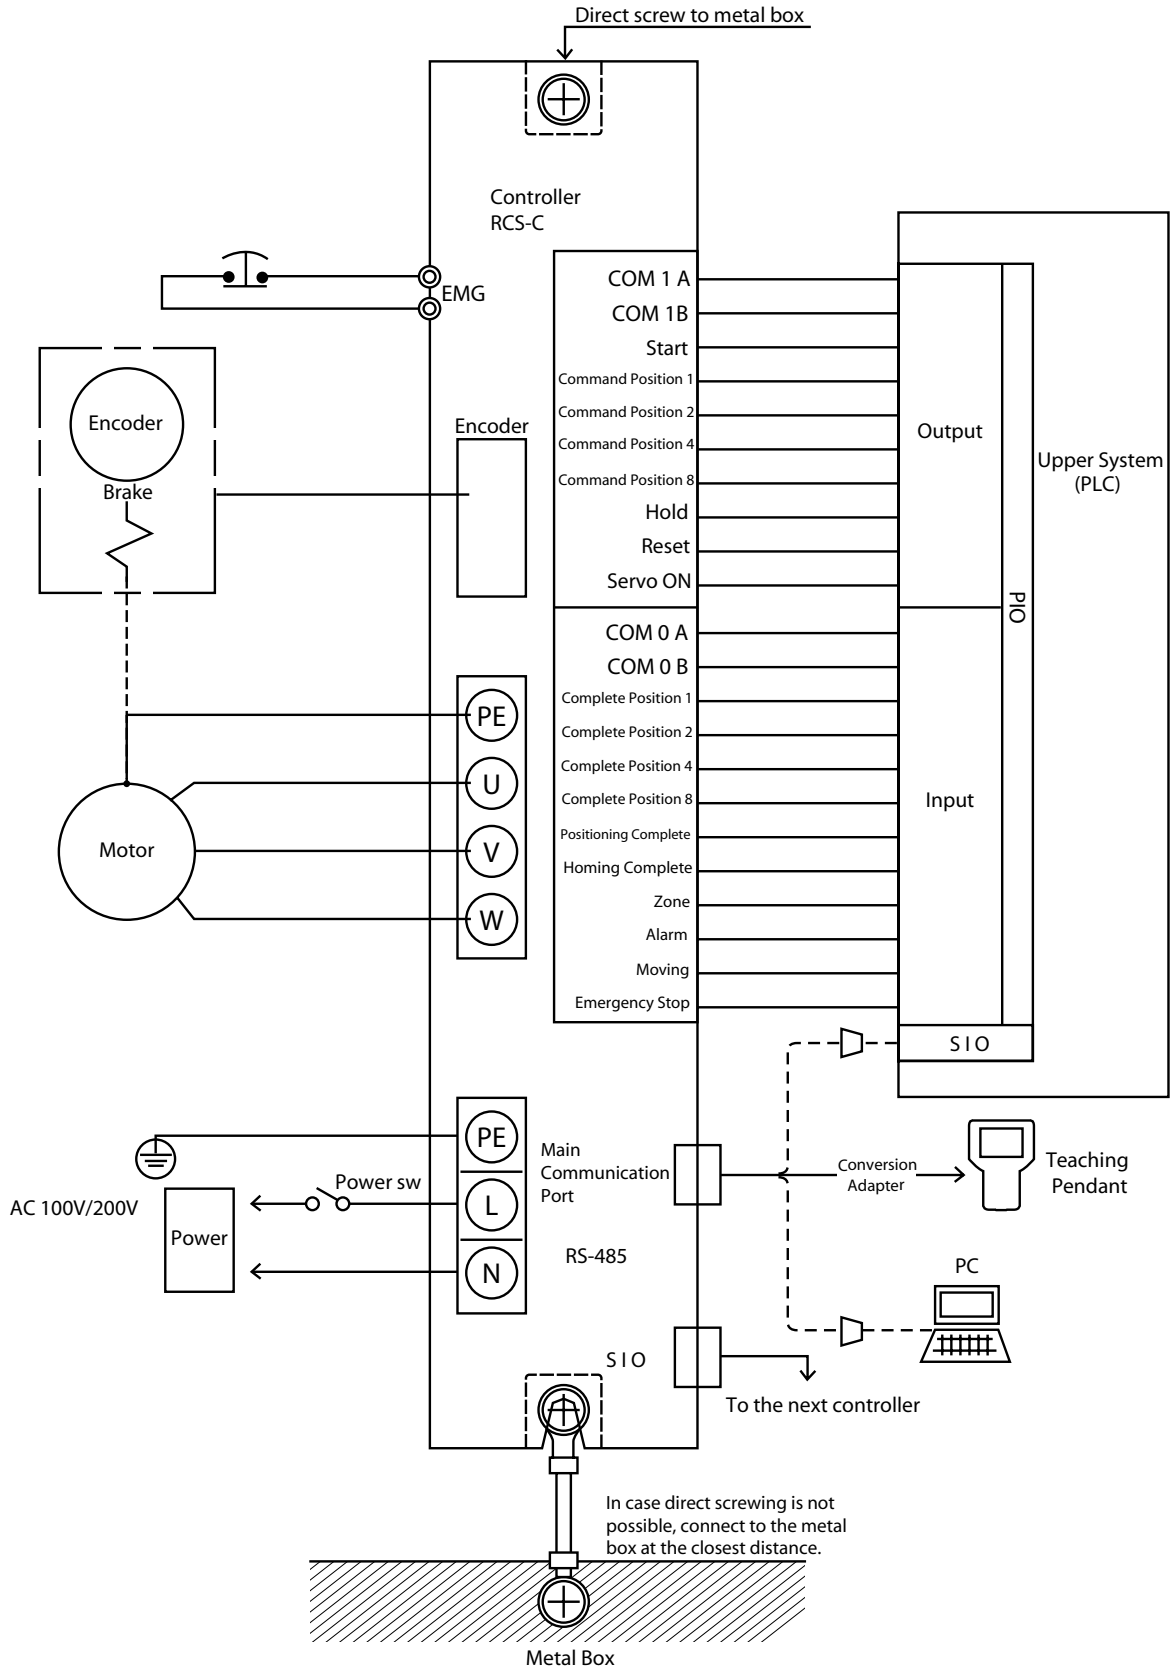 Direct screw to metal box
Controller
RCS-C
EMG
COM 1 A
COM 1B
Start
Command Position 1
Command Position 2
Command Position 4
Command Position 8
Hold
Reset
Servo ON
COM 0 A
COM 0 B
Complete Position 1
Complete Position 2
Complete Position 4
Complete Position 8
Positioning Complete
Homing Complete
Zone
Alarm
Moving
Emergency Stop
Output
Input
PIO
SIO
Upper System
(PLC)
Encoder
Brake
Encoder
PE
U
V
W
Motor
PE
L
N
Power sw
AC 100V/200V
Power
Main
Communication
Port
RS-485
SIO
Conversion
Adapter
Teaching
Pendant
PC
To the next controller
In case direct screwing is not
possible, connect to the metal
box at the closest distance.
Metal Box